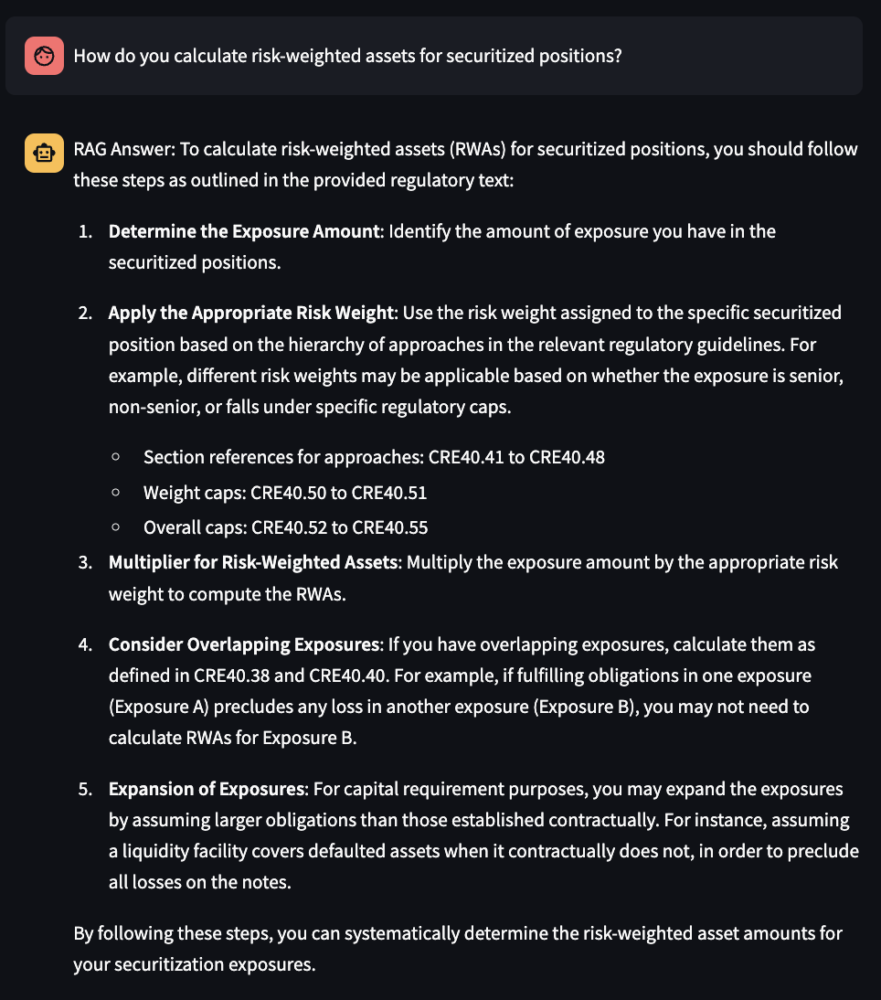 How do you calculate risk-weighted assets for securitized positions?
RAG Answer: To calculate risk-weighted assets (RWAs) for securitized positions, you should follow
these steps as outlined in the provided regulatory text:
1. Determine the Exposure Amount: Identify the amount of exposure you have in the
securitized positions.
2. Apply the Appropriate Risk Weight: Use the risk weight assigned to the specific securitized
position based on the hierarchy of approaches in the relevant regulatory guidelines. For
example, different risk weights may be applicable based on whether the exposure is senior,
non-senior, or falls under specific regulatory caps.
○ Section references for approaches: CRE40.41 to CRE40.48
○ Weight caps: CRE40.50 to CRE40.51
○ Overall caps: CRE40.52 to CRE40.55
3. Multiplier for Risk-Weighted Assets: Multiply the exposure amount by the appropriate risk
weight to compute the RWAs.
4. Consider Overlapping Exposures: If you have overlapping exposures, calculate them as
defined in CRE40.38 and CRE40.40. For example, if fulfilling obligations in one exposure
(Exposure A) precludes any loss in another exposure (Exposure B), you may not need to
calculate RWAs for Exposure B.
5. Expansion of Exposures: For capital requirement purposes, you may expand the exposures
by assuming larger obligations than those established contractually. For instance, assuming
a liquidity facility covers defaulted assets when it contractually does not, in order to preclude
all losses on the notes.
By following these steps, you can systematically determine the risk-weighted asset amounts for
your securitization exposures.